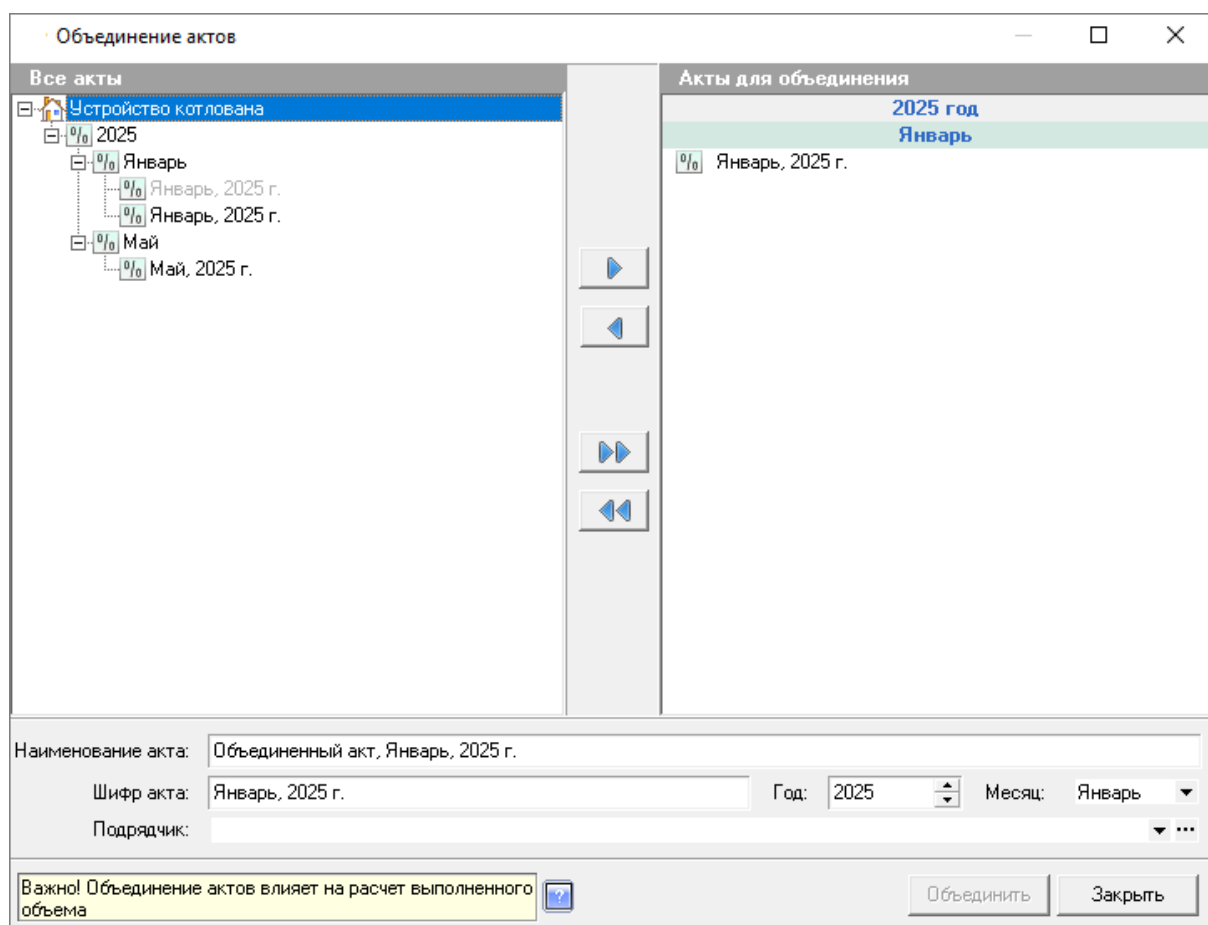 Объединение актов
Все акты
Устройство котлована
2025
Январь
Январь, 2025 г.
Январь, 2025 г.
Май
Май, 2025 г.
Акты для объединения
2025 год
Январь
Январь, 2025 г.
Наименование акта: Объединенный акт, Январь, 2025 г.
Шифр акта: Январь, 2025 г. Год: 2025 Месяц: Январь
Подрядчик:
Важно! Объединение актов влияет на расчет выполненного
объема
Объединить Закрыть